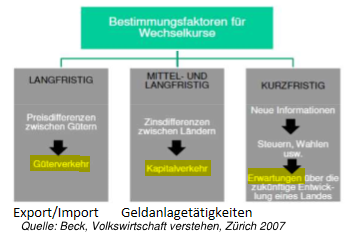 Bestimmungsfaktoren für
Wechselkurse
LANGFRISTIG
Preisdifferenzen
zwischen Gütern
Güterverkehr
MITTEL- UND
LANGFRISTIG
Zinsdifferenzen
zwischen Ländern
Kapitalverkehr
KURZFRISTIG
Neue Informationen
Steuern, Wahlen
usw.
Erwartungen über die
zukünftige Entwick-
lung eines Landes
Export/Import
Geldanlagetätigkeiten
Quelle: Beck, Volkswirtschaft verstehen, Zürich 2007